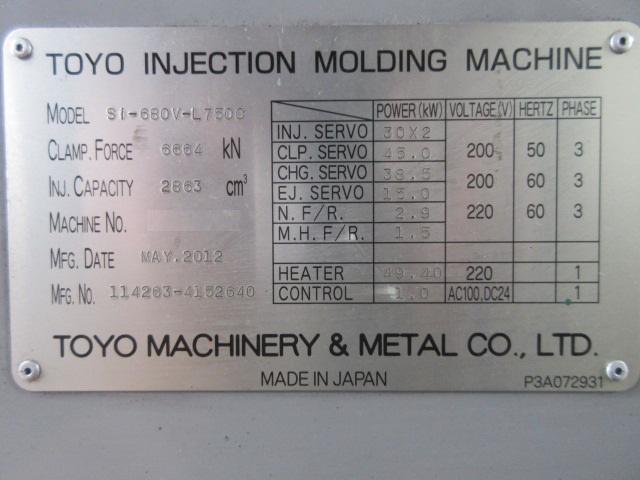 TOYO INJECTION MOLDING MACHINE
MODEL SI-680V-L750C
CLAMP. FORCE 6664 kN
INJ. CAPACITY 2863 cm³
MACHINE NO.
MFG. DATE MAY.2012
MFG. NO. 114263-4152640
POWER (kW) VOLTAGE (V) HERTZ PHASE
INJ. SERVO 30X2
CLP. SERVO 45.0 200 50 3
CHG. SERVO 38.5
200 60 3
EJ. SERVO 15.0
N. F/R. 2.9 220 60 3
M.H. F/R. 1.5
HEATER 49.40 220 1
CONTROL 1.0 AC100,DC24 1
TOYO MACHINERY & METAL CO., LTD.
MADE IN JAPAN
P3A072931